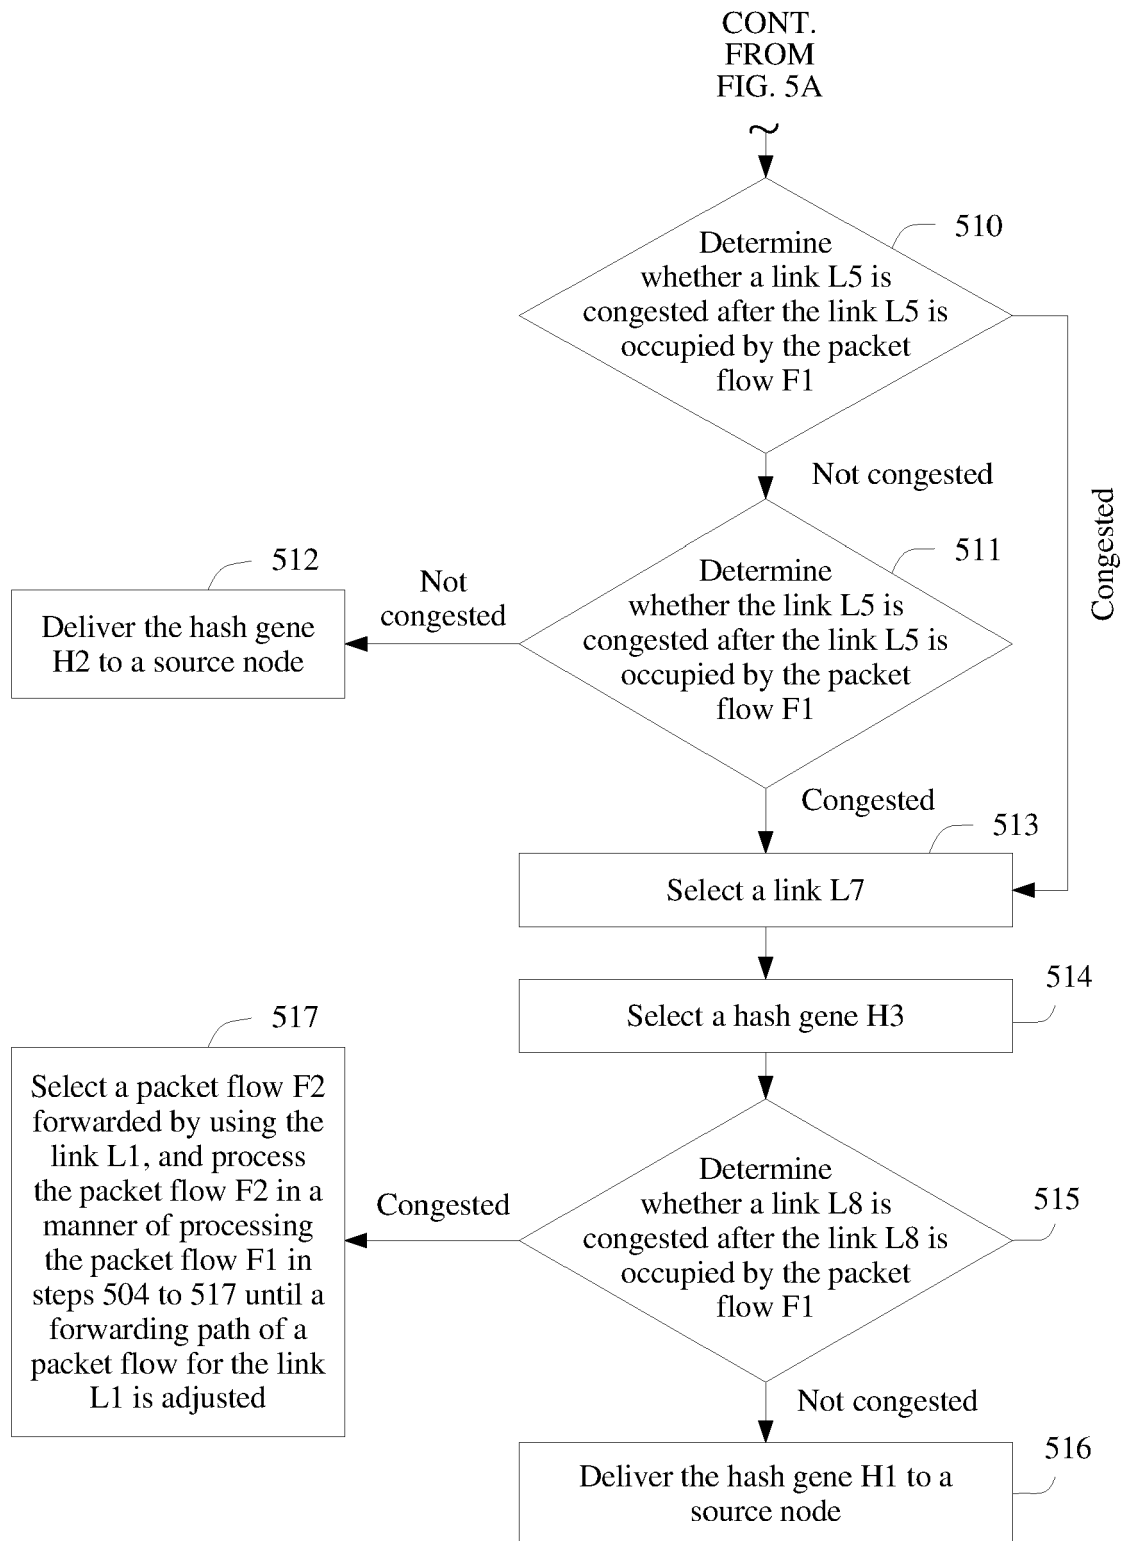 CONT.
FROM
FIG. 5A
510
Determine
whether a link L5 is
congested after the link L5 is
occupied by the packet
flow F1
Not congested
Congested
511
Determine
whether the link L5 is
congested after the link L5 is
occupied by the packet
flow F1
Not
congested
512
Deliver the hash gene
H2 to a source node
Congested
513
Select a link L7
514
Select a hash gene H3
515
Determine
whether a link L8 is
congested after the link L8 is
occupied by the packet
flow F1
Congested
517
Select a packet flow F2
forwarded by using the
link L1, and process
the packet flow F2 in a
manner of processing
the packet flow F1 in
steps 504 to 517 until a
forwarding path of a
packet flow for the link
L1 is adjusted
Not congested
516
Deliver the hash gene H1 to a
source node